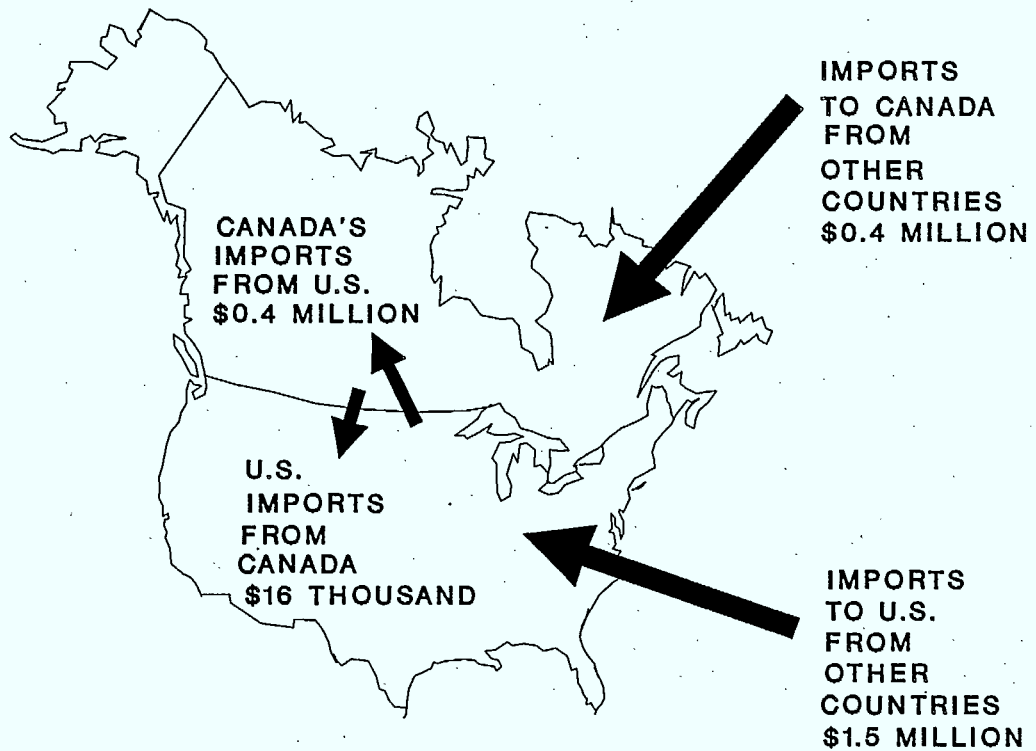 IMPORTS
TO CANADA
FROM
OTHER
COUNTRIES
$0.4 MILLION
CANADA'S
IMPORTS
FROM U.S.
$0.4 MILLION
U.S.
IMPORTS
FROM
CANADA
$16 THOUSAND
IMPORTS
TO U.S.
FROM
OTHER
COUNTRIES
$1.5 MILLION